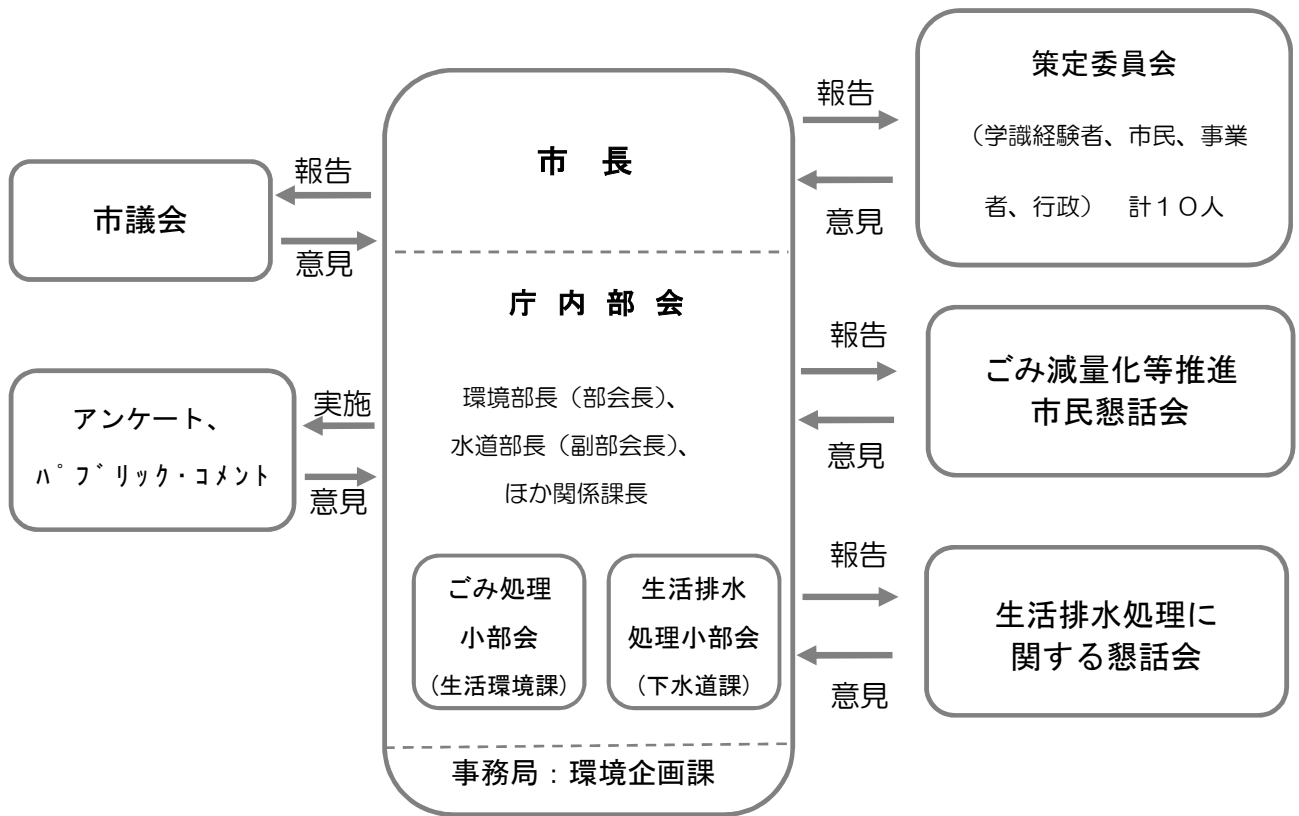 市議会
報告
意見
アンケート、
パブリック・コメント
実施
意見
市　長
庁 内 部 会
環境部長（部会長）、
水道部長（副部会長）、
ほか関係課長
ごみ処理
小部会
（生活環境課）
生活排水
処理小部会
（下水道課）
事務局：環境企画課
報告
意見
策定委員会
（学識経験者、市民、事業
者、行政）　計１０人
報告
意見
ごみ減量化等推進
市民懇話会
報告
意見
生活排水処理に
関する懇話会